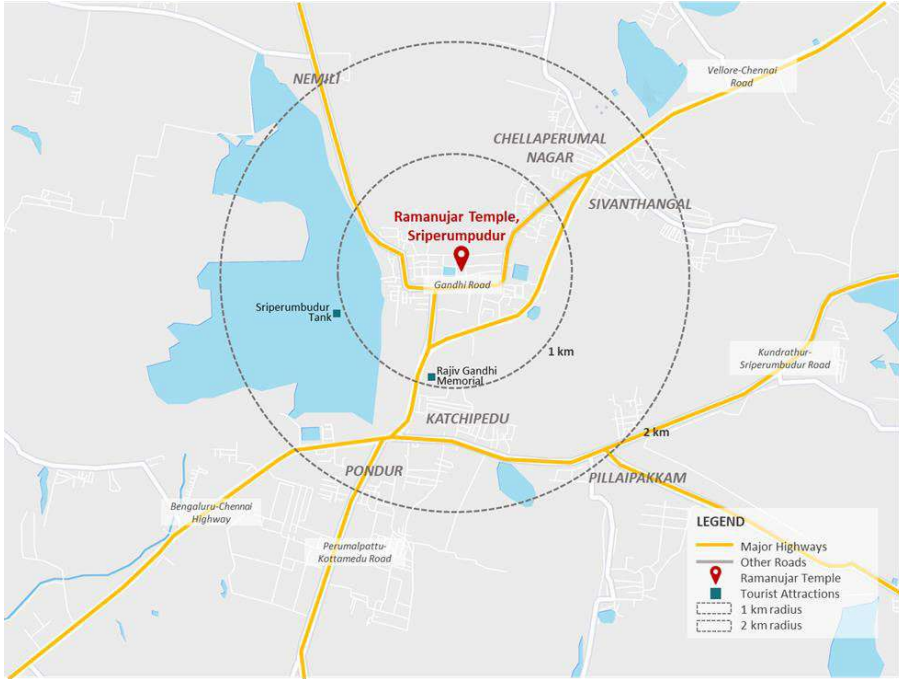 NEMILI
Vellore-Chennai
Road
CHELLAPERUMAL
NAGAR
SIVANTHANGAL
Ramanujar Temple,
Sriperumpudur
Gandhi Road
Sriperumbudur
Tank
1 km
Kundrathur-
Sriperumbudur Road
Rajiv Gandhi
Memorial
KATCHIPEDU
2 km
PONDUR
PILLAIPAKKAM
Bengaluru-Chennai
Highway
Perumalpattu-
Kottamedu Road
LEGEND
Major Highways
Other Roads
Ramanujar Temple
Tourist Attractions
1 km radius
2 km radius